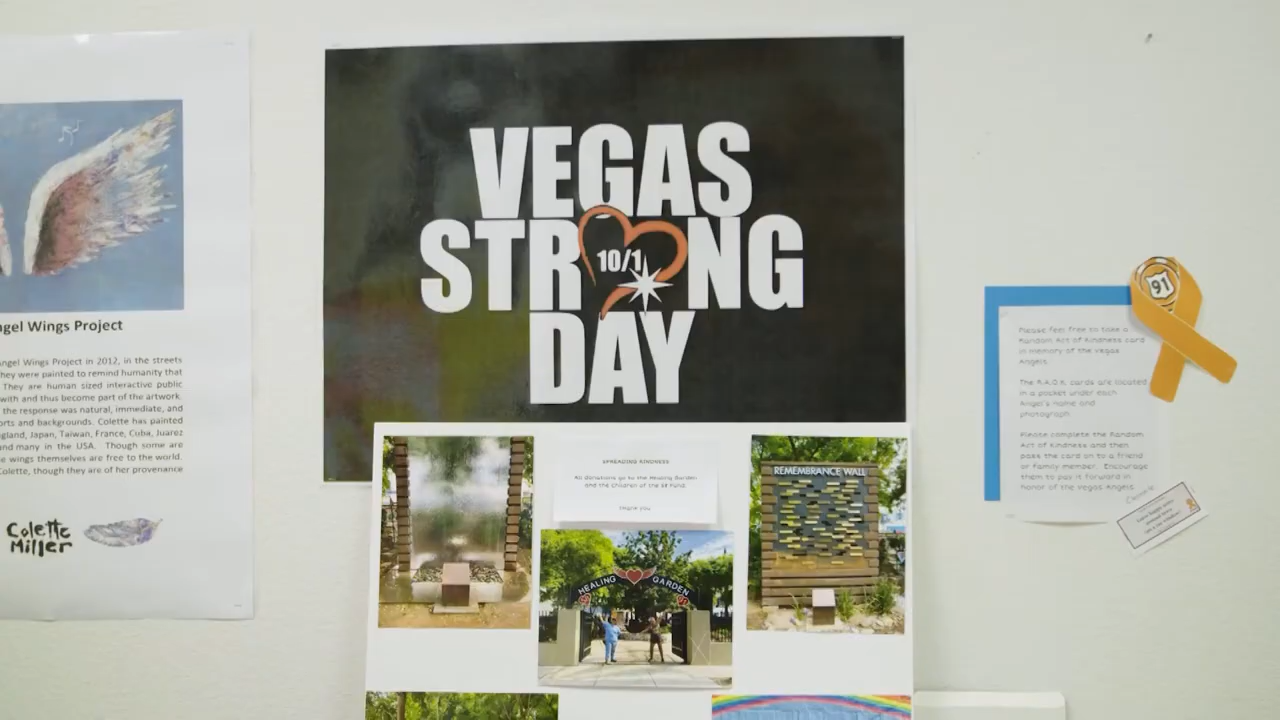 ngel Wings Project
ngel Wings Project in 2012, in the streets
hey were painted to remind humanity that
They are human sized interactive public
with and thus become part of the artwork.
the response was natural, immediate, and
orts and backgrounds. Colette has painted
gland, Japan, Taiwan, France, Cuba, Juarez
nd many in the USA. Though some are
e wings themselves are free to the world.
Colette, though they are of her provenance
Colette
Miller
VEGAS
STRONG
10/1
DAY
SPREADING KINDNESS
All donations go to the Healing Garden
and the Children of the 58 Fund.
Thank you
HEALING GARDEN
REMEMBRANCE WALL
91
Please feel free to take a
Random Act of Kindness card
in memory of the Vegas
Angels.
The R.A.O.K. cards are located
in a pocket under each
Angel's name and
photograph.
Please complete the Random
Act of Kindness and then
pass the card on to a friend
or family member. Encourage
them to pay it forward in
honor of the Vegas Angels.